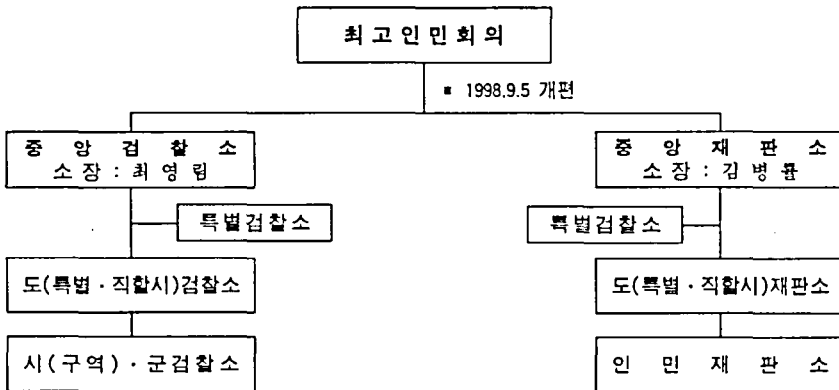 최고인민회의
▪ 1998.9.5 개편
중앙검찰소
소장 : 최영림
중앙재판소
소장 : 김병률
특별검찰소
특별검찰소
도(특별·직할시)검찰소
도(특별·직할시)재판소
시(구역)·군검찰소
인민재판소